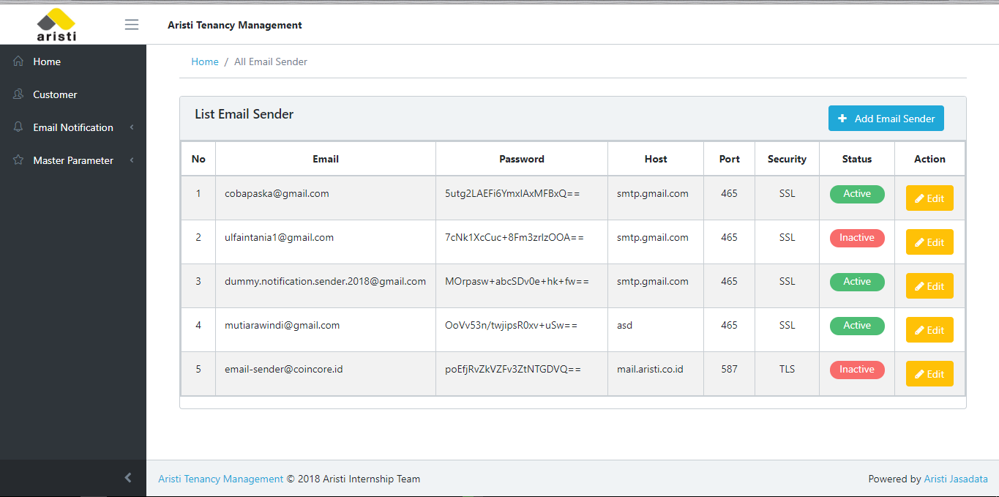 aristi
Aristi Tenancy Management
Home
Customer
Email Notification
Master Parameter
Home / All Email Sender
List Email Sender
Add Email Sender
No Email Password Host Port Security Status Action
1 cobapaska@gmail.com 5utg2LAEFi6YmxIAxMFBxQ== smtp.gmail.com 465 SSL Active Edit
2 ulfaintania1@gmail.com 7cNk1XcCuc+8Fm3zrIzOOA== smtp.gmail.com 465 SSL Inactive Edit
3 dummy.notification.sender.2018@gmail.com MOrpasw+abcSDv0e+hk+fw== smtp.gmail.com 465 SSL Active Edit
4 mutiarawindi@gmail.com OoVv53n/twjipsR0xv+uSw== asd 465 SSL Active Edit
5 email-sender@coincore.id poEfjRvZkVZFv3ZtNTGDVQ== mail.aristi.co.id 587 TLS Inactive Edit
Aristi Tenancy Management © 2018 Aristi Internship Team
Powered by Aristi Jasadata